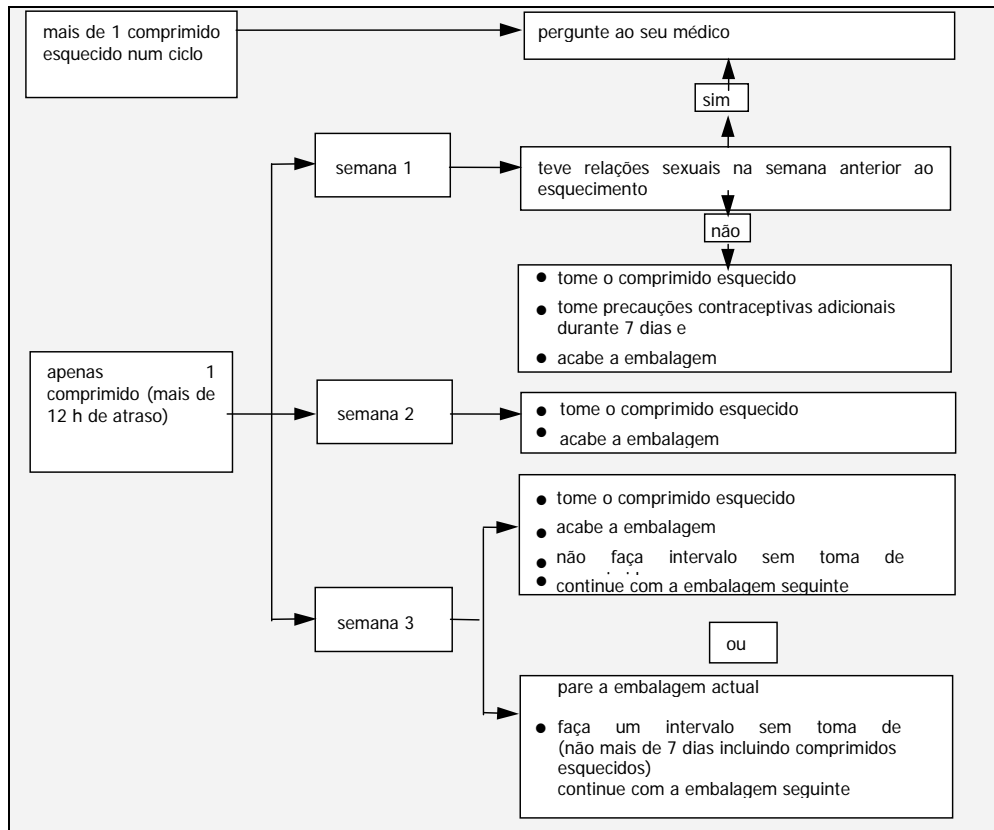 mais de 1 comprimido
esquecido num ciclo
pergunte ao seu médico
sim
semana 1
teve relações sexuais na semana anterior ao
esquecimento
não
● tome o comprimido esquecido
● tome precauções contraceptivas adicionais
durante 7 dias e
● acabe a embalagem
apenas 1
comprimido (mais de
12 h de atraso)
semana 2
● tome o comprimido esquecido
● acabe a embalagem
semana 3
● tome o comprimido esquecido
● acabe a embalagem
● não faça intervalo sem toma de
● continue com a embalagem seguinte
ou
pare a embalagem actual
● faça um intervalo sem toma de
(não mais de 7 dias incluindo comprimidos
esquecidos)
continue com a embalagem seguinte